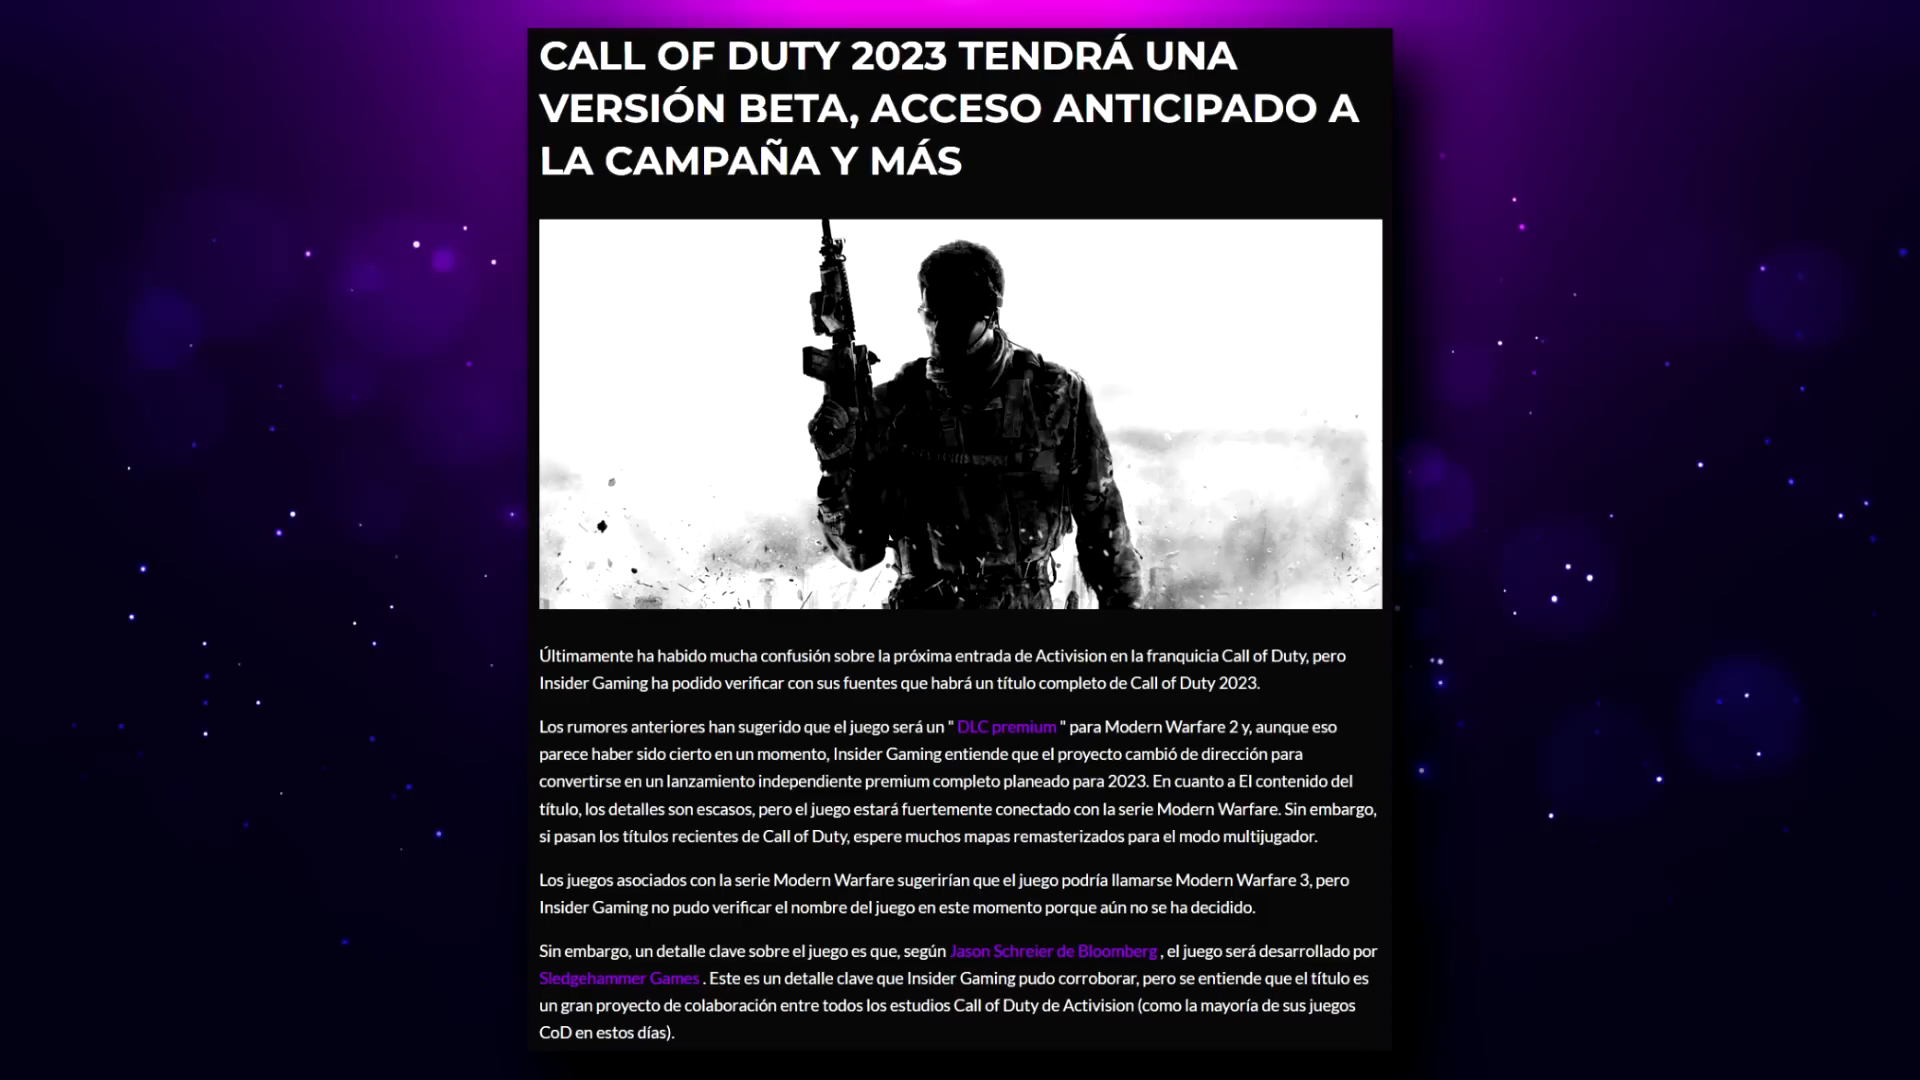 CALL OF DUTY 2023 TENDRÁ UNA
VERSIÓN BETA, ACCESO ANTICIPADO A
LA CAMPAÑA Y MÁS
Últimamente ha habido mucha confusión sobre la próxima entrada de Activision en la franquicia Call of Duty, pero
Insider Gaming ha podido verificar con sus fuentes que habrá un título completo de Call of Duty 2023.
Los rumores anteriores han sugerido que el juego será un " DLC premium " para Modern Warfare 2 y, aunque eso
parece haber sido cierto en un momento, Insider Gaming entiende que el proyecto cambió de dirección para
convertirse en un lanzamiento independiente premium completo planeado para 2023. En cuanto a El contenido del
título, los detalles son escasos, pero el juego estará fuertemente conectado con la serie Modern Warfare. Sin embargo,
si pasan los títulos recientes de Call of Duty, espere muchos mapas remasterizados para el modo multijugador.
Los juegos asociados con la serie Modern Warfare sugerirían que el juego podría llamarse Modern Warfare 3, pero
Insider Gaming no pudo verificar el nombre del juego en este momento porque aún no se ha decidido.
Sin embargo, un detalle clave sobre el juego es que, según Jason Schreier de Bloomberg , el juego será desarrollado por
Sledgehammer Games . Este es un detalle clave que Insider Gaming pudo corroborar, pero se entiende que el título es
un gran proyecto de colaboración entre todos los estudios Call of Duty de Activision (como la mayoría de sus juegos
CoD en estos días).